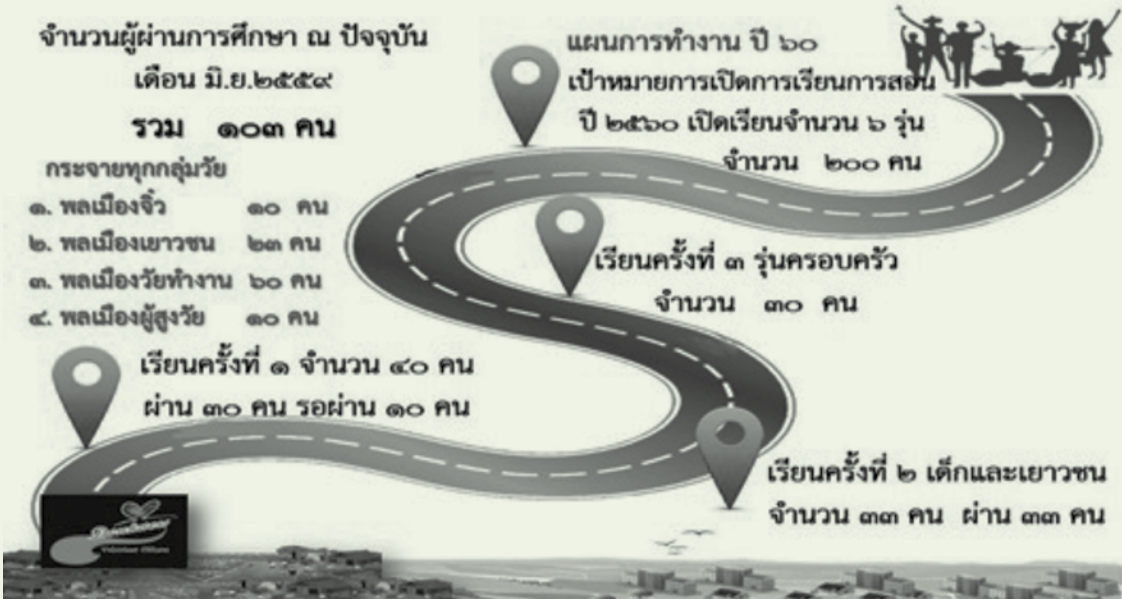 จำนวนผู้ผ่านการศึกษา ณ ปัจจุบัน
เดือน มิ.ย.๒๕๕๙
รวม ๑๐๓ คน
กระจายทุกกลุ่มวัย
๑. พลเมืองจิ๋ว ๑๐ คน
๒. พลเมืองเยาวชน ๒๓ คน
๓. พลเมืองวัยทำงาน ๖๐ คน
๔. พลเมืองผู้สูงวัย ๑๐ คน
แผนการทำงาน ปี ๖๐
เป้าหมายการเปิดการเรียนการสอน
ปี ๒๕๖๐ เปิดเรียนจำนวน ๖ รุ่น
จำนวน ๒๐๐ คน
เรียนครั้งที่ ๓ รุ่นครอบครัว
จำนวน ๓๐ คน
เรียนครั้งที่ ๑ จำนวน ๔๐ คน
ผ่าน ๓๐ คน รอผ่าน ๑๐ คน
เรียนครั้งที่ ๒ เด็กและเยาวชน
จำนวน ๓๓ คน ผ่าน ๓๓ คน